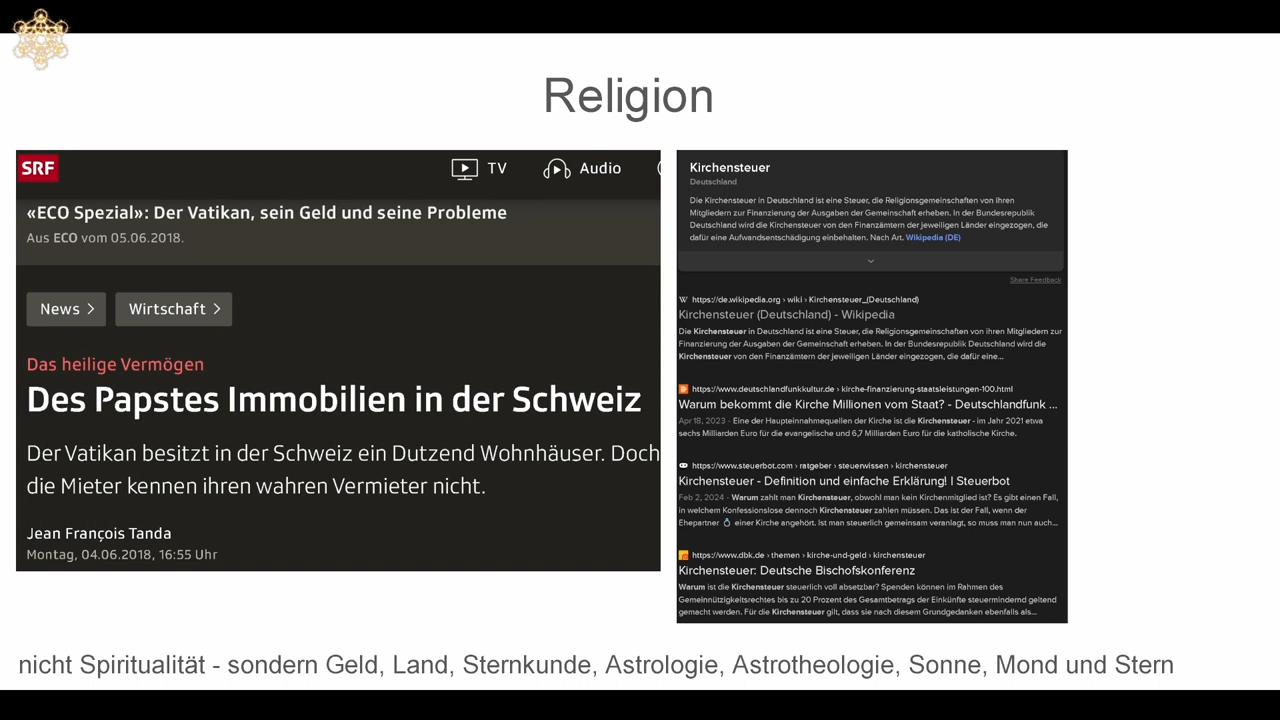 Religion
SRF
TV
Audio
«ECO Spezial»: Der Vatikan, sein Geld und seine Probleme
Aus ECO vom 05.06.2018.
News
Wirtschaft
Das heilige Vermögen
Des Papstes Immobilien in der Schweiz
Der Vatikan besitzt in der Schweiz ein Dutzend Wohnhäuser. Doch
die Mieter kennen ihren wahren Vermieter nicht.
Jean François Tanda
Montag, 04.06.2018, 16:55 Uhr
Kirchensteuer
Deutschland
Die Kirchensteuer in Deutschland ist eine Steuer, die Religionsgemeinschaften von ihren
Mitgliedern zur Finanzierung der Ausgaben der Gemeinschaft erheben. In der Bundesrepublik
Deutschland wird die Kirchensteuer von den Finanzämtern der jeweiligen Länder eingezogen, die
dafür eine Aufwandsentschädigung einbehalten. Nach Art. Wikipedia (DE)
Share Feedback
W https://de.wikipedia.org › wiki › Kirchensteuer_(Deutschland)
Kirchensteuer (Deutschland) - Wikipedia
Die Kirchensteuer in Deutschland ist eine Steuer, die Religionsgemeinschaften von ihren Mitgliedern zur
Finanzierung der Ausgaben der Gemeinschaft erheben. In der Bundesrepublik Deutschland wird die
Kirchensteuer von den Finanzämtern der jeweiligen Länder eingezogen, die dafür eine...
https://www.deutschlandfunkkultur.de › kirche-finanzierung-staatsleistungen-100.html
Warum bekommt die Kirche Millionen vom Staat? - Deutschlandfunk ...
Apr 18, 2023 · Eine der Haupteinnahmequellen der Kirche ist die Kirchensteuer - im Jahr 2021 etwa
sechs Milliarden Euro für die evangelische und 6,7 Milliarden Euro für die katholische Kirche.
https://www.steuerbot.com › ratgeber › steuerwissen › kirchensteuer
Kirchensteuer - Definition und einfache Erklärung! | Steuerbot
Feb 2, 2024 · Warum zahlt man Kirchensteuer, obwohl man kein Kirchenmitglied ist? Es gibt einen Fall,
in welchem Konfessionslose dennoch Kirchensteuer zahlen müssen. Das ist der Fall, wenn der
Ehepartner 💍 einer Kirche angehört. Ist man steuerlich gemeinsam veranlagt, so muss man nun auch...
https://www.dbk.de › themen › kirche-und-geld › kirchensteuer
Kirchensteuer: Deutsche Bischofskonferenz
Warum ist die Kirchensteuer steuerlich voll absetzbar? Spenden können im Rahmen des
Gemeinnützigkeitsrechtes bis zu 20 Prozent des Gesamtbetrags der Einkünfte steuermindernd geltend
gemacht werden. Für die Kirchensteuer gilt, dass sie nach diesem Grundgedanken ebenfalls als...
nicht Spiritualität - sondern Geld, Land, Sternkunde, Astrologie, Astrotheologie, Sonne, Mond und Stern